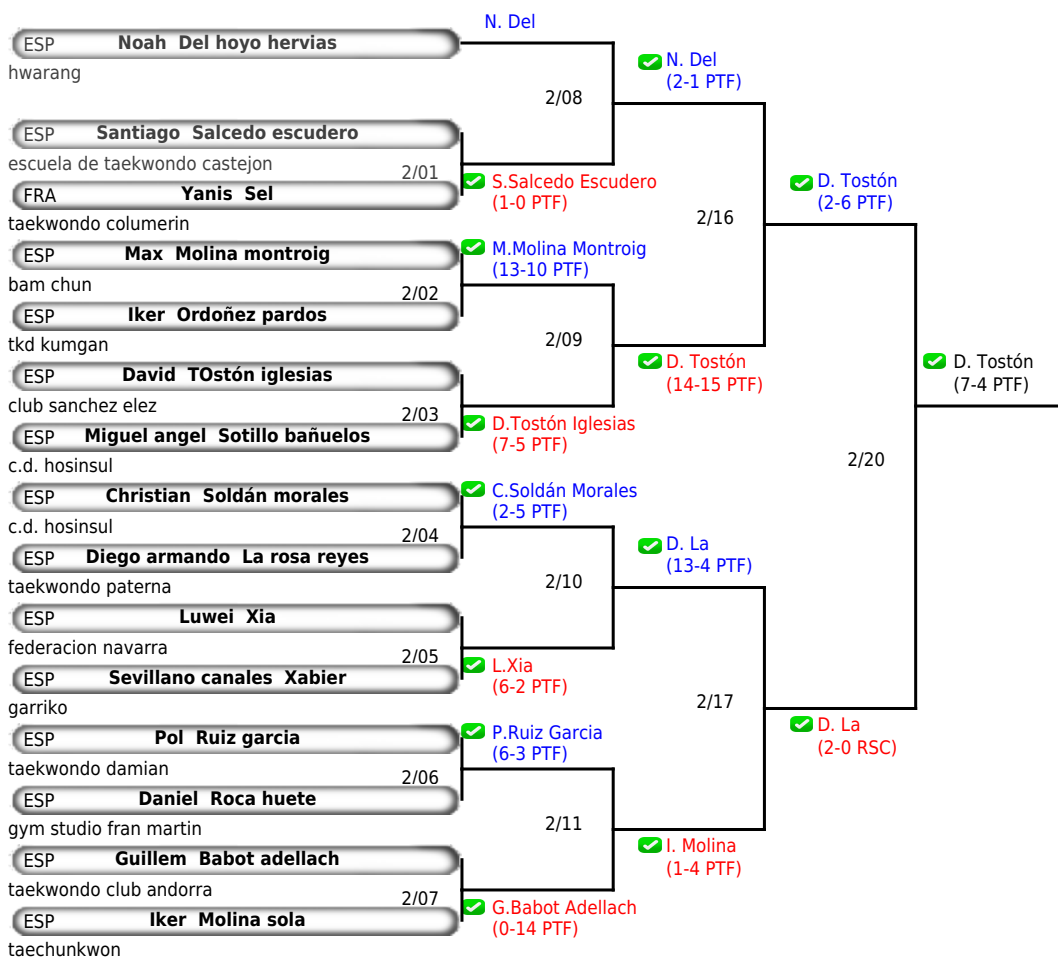 N. Del
ESP Noah Del hoyo hervias
hwarang
N. Del
(2-1 PTF)
2/08
ESP Santiago Salcedo escudero
escuela de taekwondo castejon
2/01
S.Salcedo Escudero
(1-0 PTF)
FRA Yanis Sel
taekwondo columerin
D. Tostón
(2-6 PTF)
2/16
ESP Max Molina montroig
bam chun
M.Molina Montroig
(13-10 PTF)
2/02
ESP Iker Ordoñez pardos
tkd kumgan
2/09
D. Tostón
(14-15 PTF)
ESP David TOstón iglesias
club sanchez elez
2/03
D.Tostón Iglesias
(7-5 PTF)
ESP Miguel angel Sotillo bañuelos
c.d. hosinsul
D. Tostón
(7-4 PTF)
2/20
ESP Christian Soldán morales
c.d. hosinsul
C.Soldán Morales
(2-5 PTF)
2/04
ESP Diego armando La rosa reyes
taekwondo paterna
D. La
(13-4 PTF)
2/10
ESP Luwei Xia
federacion navarra
2/05
L.Xia
(6-2 PTF)
ESP Sevillano canales Xabier
garriko
2/17
D. La
(2-0 RSC)
ESP Pol Ruiz garcia
taekwondo damian
P.Ruiz Garcia
(6-3 PTF)
2/06
ESP Daniel Roca huete
gym studio fran martin
2/11
I. Molina
(1-4 PTF)
ESP Guillem Babot adellach
taekwondo club andorra
2/07
G.Babot Adellach
(0-14 PTF)
ESP Iker Molina sola
taechunkwon